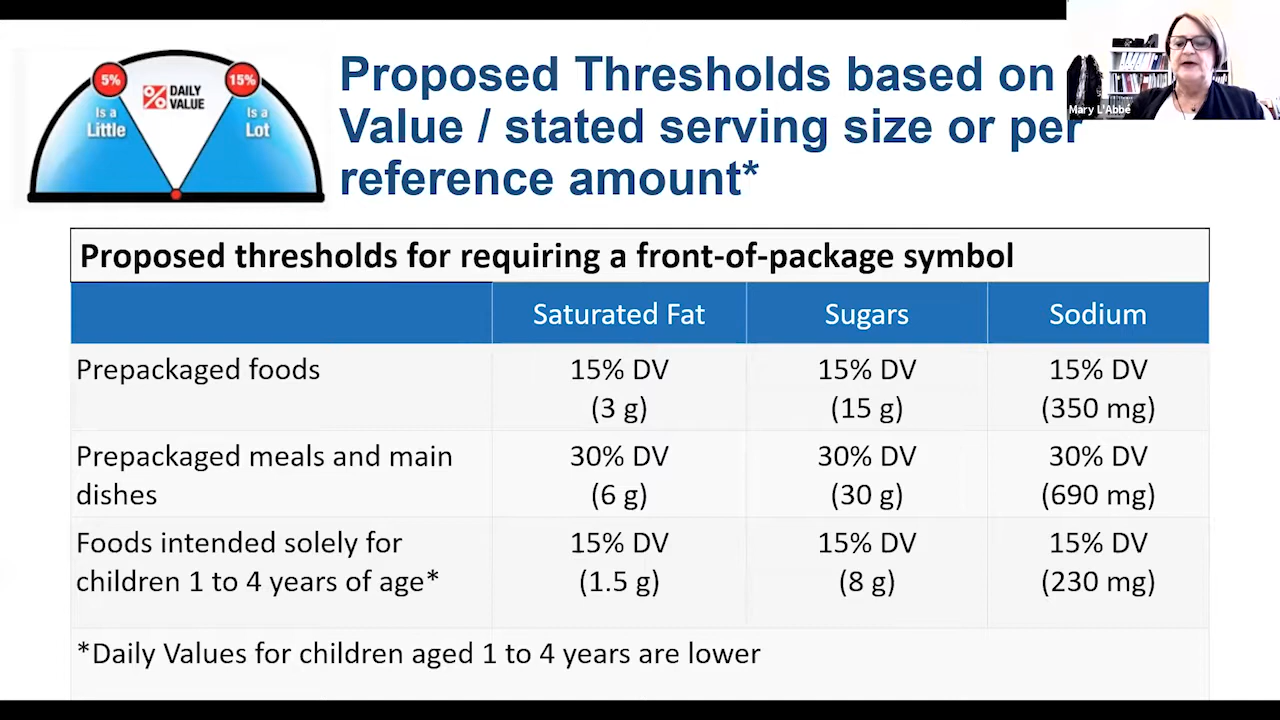 5%
15%
DAILY
VALUE
Is a
Little
Is a
Lot
Proposed Thresholds based on
Value / stated serving size or per
reference amount*
Mary L'Abbé
Proposed thresholds for requiring a front-of-package symbol
Saturated Fat Sugars Sodium
Prepackaged foods 15% DV 15% DV 15% DV
(3 g) (15 g) (350 mg)
Prepackaged meals and main 30% DV 30% DV 30% DV
dishes (6 g) (30 g) (690 mg)
Foods intended solely for 15% DV 15% DV 15% DV
children 1 to 4 years of age* (1.5 g) (8 g) (230 mg)
*Daily Values for children aged 1 to 4 years are lower